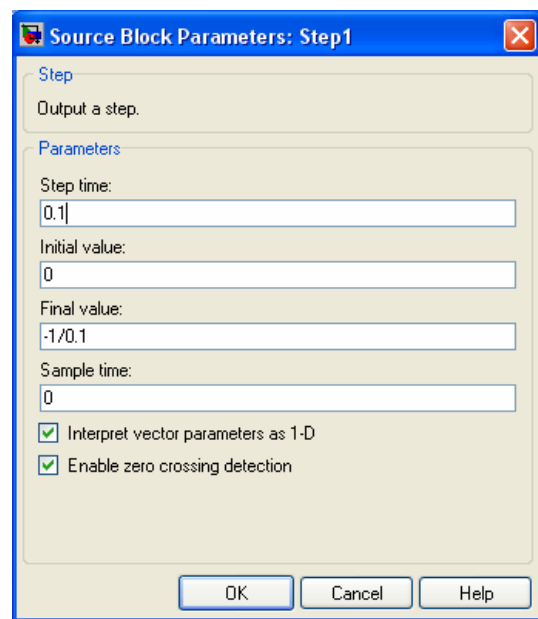 Source Block Parameters: Step1
Step
Output a step.
Parameters
Step time:
0.1
Initial value:
0
Final value:
-1/0.1
Sample time:
0
Interpret vector parameters as 1-D
Enable zero crossing detection
OK Cancel Help